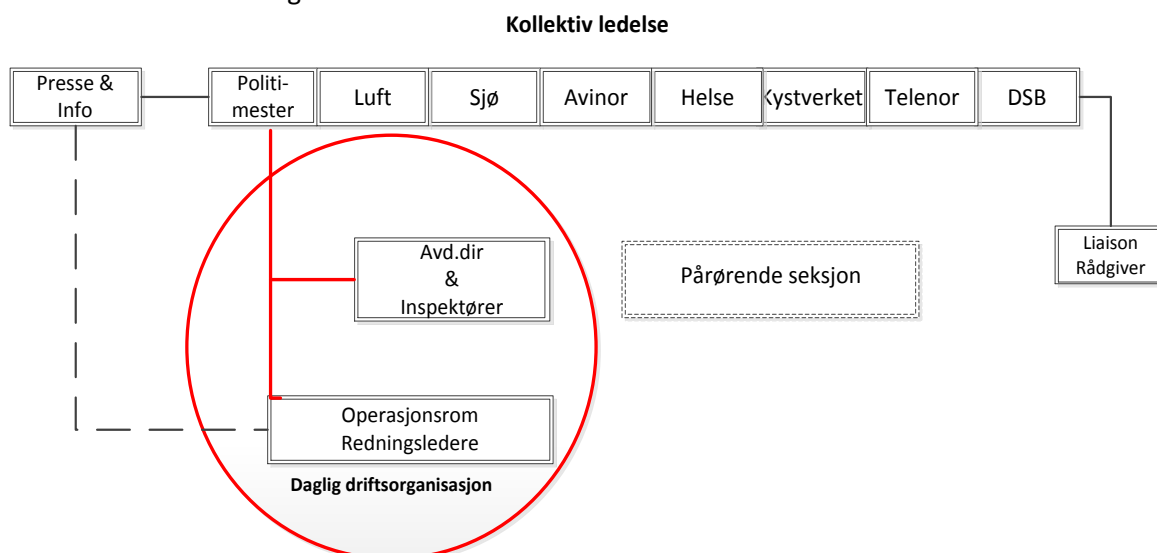 Kollektiv ledelse
Presse &
Info
Politi-
mester
Luft
Sjø
Avinor
Helse
Kystverket
Telenor
DSB
Avd.dir
&
Inspektører
Pårørende seksjon
Liaison
Rådgiver
Operasjonsrom
Redningsledere
Daglig driftsorganisasjon